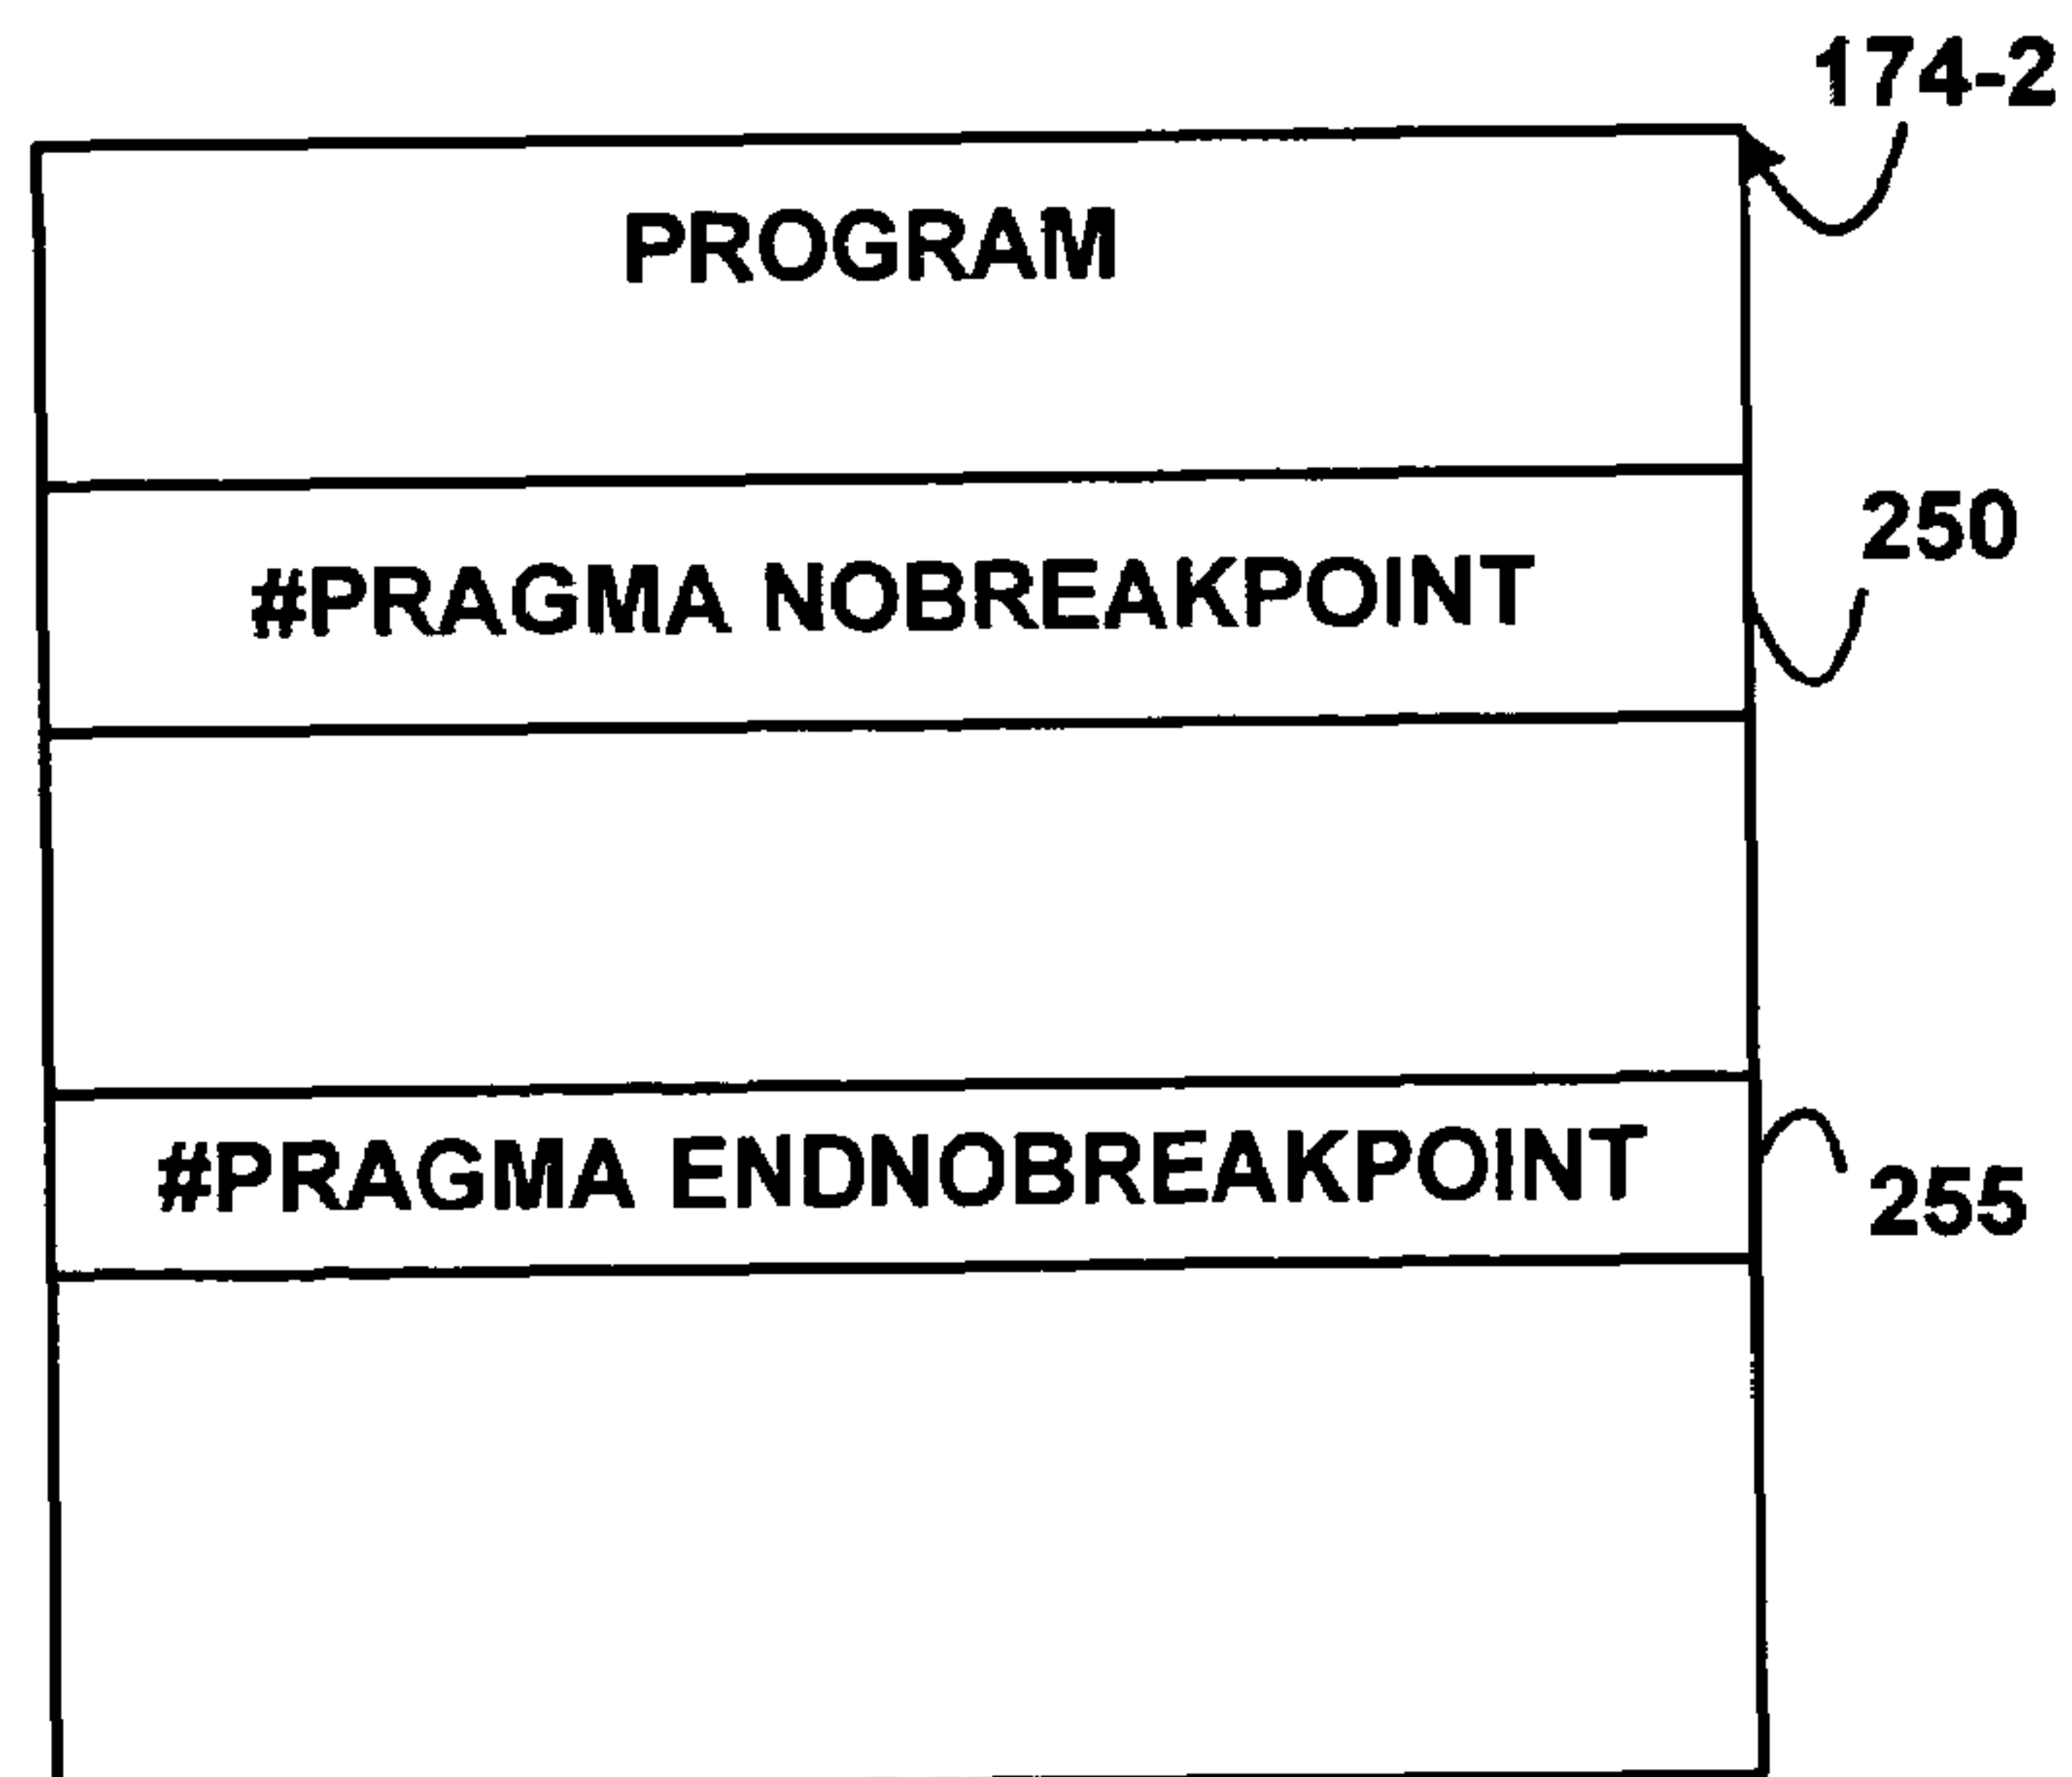 174-2
PROGRAM
250
#PRAGMA NOBREAKPOINT
#PRAGMA ENDNOBREAKPOINT
255